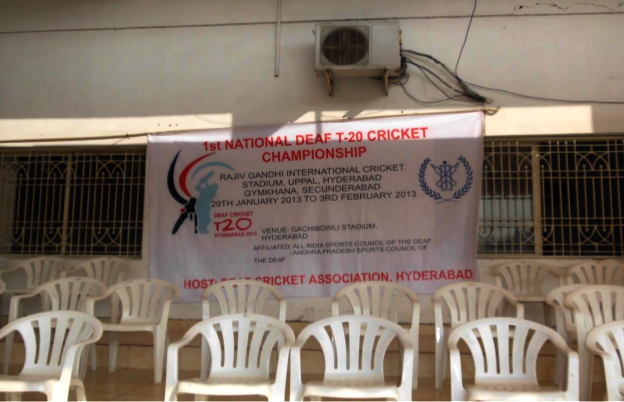 1st NATIONAL DEAF T-20 CRICKET
CHAMPIONSHIP
RAJIV GANDHI INTERNATIONAL CRICKET
STADIUM, UPPAL, HYDERABAD
GYMKHANA, SECUNDERABAD
29TH JANUARY 2013 TO 3RD FEBRUARY 2013
DEAF CRICKET
T20
HYDERABAD 2013
VENUE: GACHIBOWLI STADIUM.
HYDERABAD
AFFILIATED: ALL INDIA SPORTS COUNCIL OF THE DEAF
: ANDHRA PRADESH SPORTS COUNCIL OF
THE DEAF
HOST: DEAF CRICKET ASSOCIATION, HYDERABAD